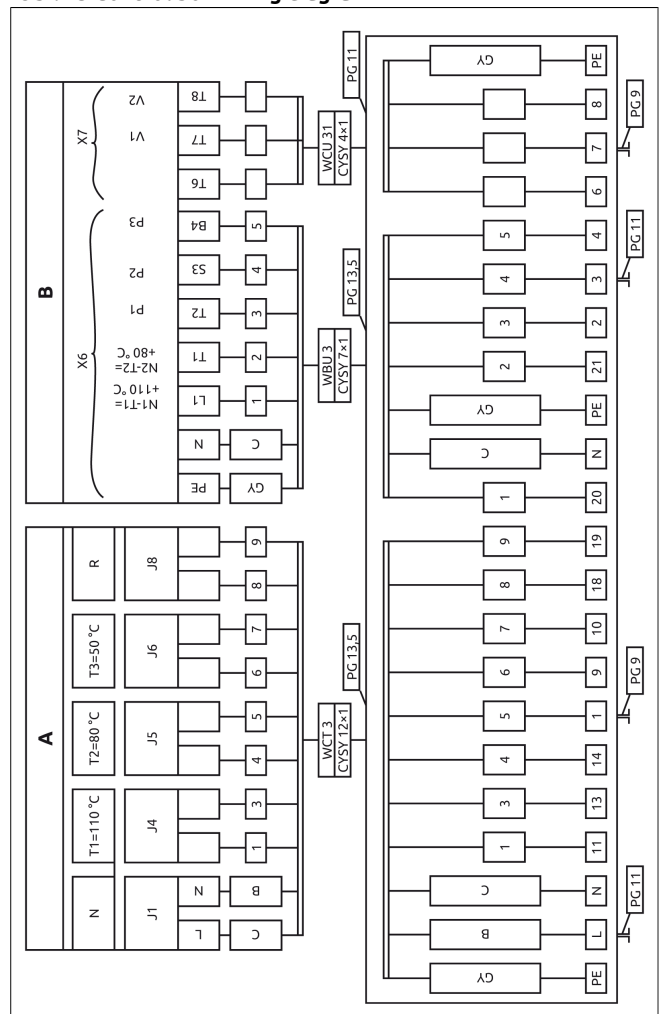 A
N
T1=110 °C
T2=80 °C
T3=50 °C
R
J1
J4
J5
J6
J8
L
N
C
B
1
3
4
5
6
7
8
9
WCT 3
CYSY 12×1
PG 13,5
B
X6
X7
N1-T1=
+110 °C
N2-T2=
+80 °C
P1
P2
P3
V1
V2
PE
N
L1
T1
T2
S3
B4
T6
T7
T8
GY
C
1
2
3
4
5
WBU 3
CYSY 7×1
PG 13,5
WCU 31
CYSY 4×1
PG 11
GY
B
C
1
3
4
5
6
7
8
9
1
C
GY
2
3
4
5
GY
PE
L
N
11
13
14
1
9
10
18
19
20
N
PE
21
2
3
4
6
7
8
PE
PG 11
PG 9
PG 11
PG 9